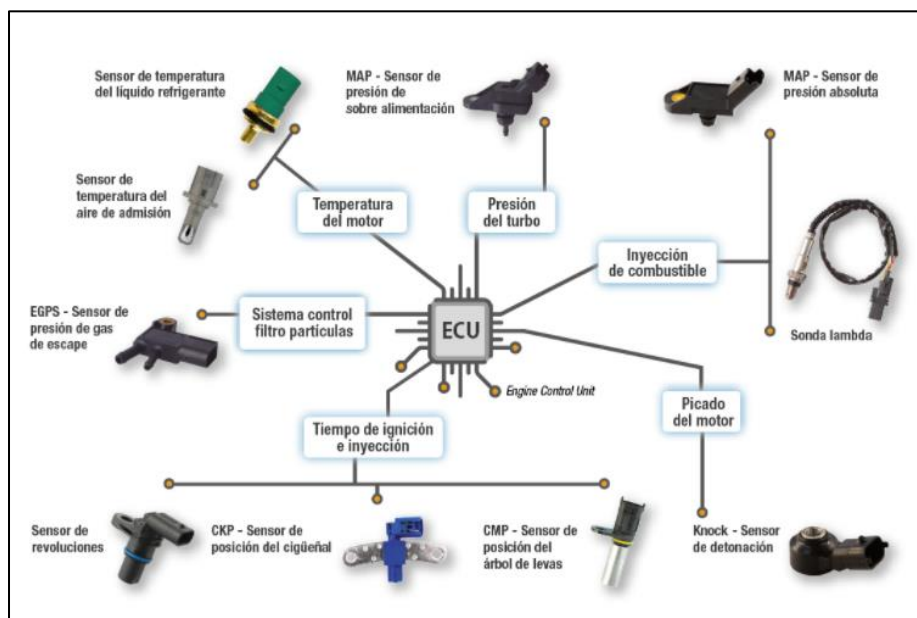 Sensor de temperatura
del líquido refrigerante
MAP - Sensor de
presión de
sobre alimentación
MAP - Sensor de
presión absoluta
Sensor de
temperatura del
aire de admisión
Temperatura
del motor
Presión
del turbo
Inyección
de combustible
EGPS - Sensor de
presión de gas
de escape
Sistema control
filtro partículas
ECU
Sonda lambda
Engine Control Unit
Picado
del motor
Tiempo de ignición
e inyección
Sensor de
revoluciones
CKP - Sensor de
posición del cigüeñal
CMP - Sensor de
posición del
árbol de levas
Knock - Sensor
de detonación